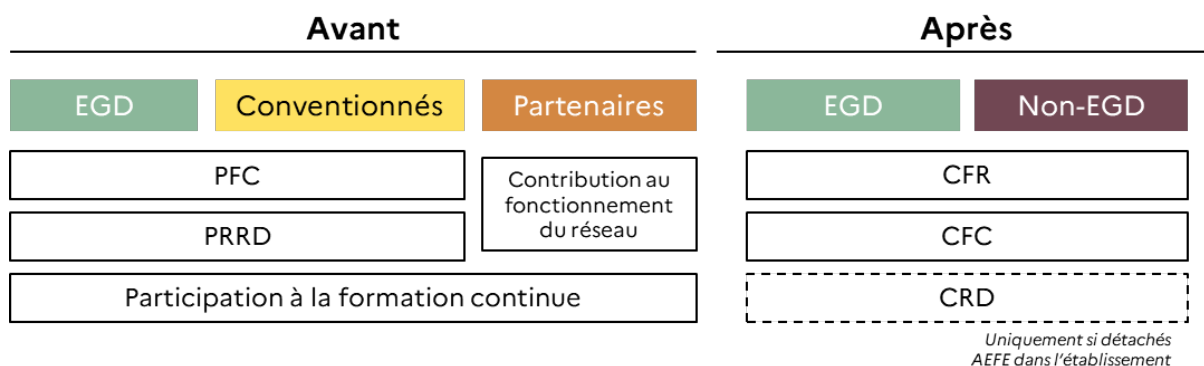 Avant
Après
EGD
Conventionnés
Partenaires
EGD
Non-EGD
PFC
Contribution au
fonctionnement
du réseau
CFR
PRRD
CFC
Participation à la formation continue
CRD
Uniquement si détachés
AEFE dans l'établissement